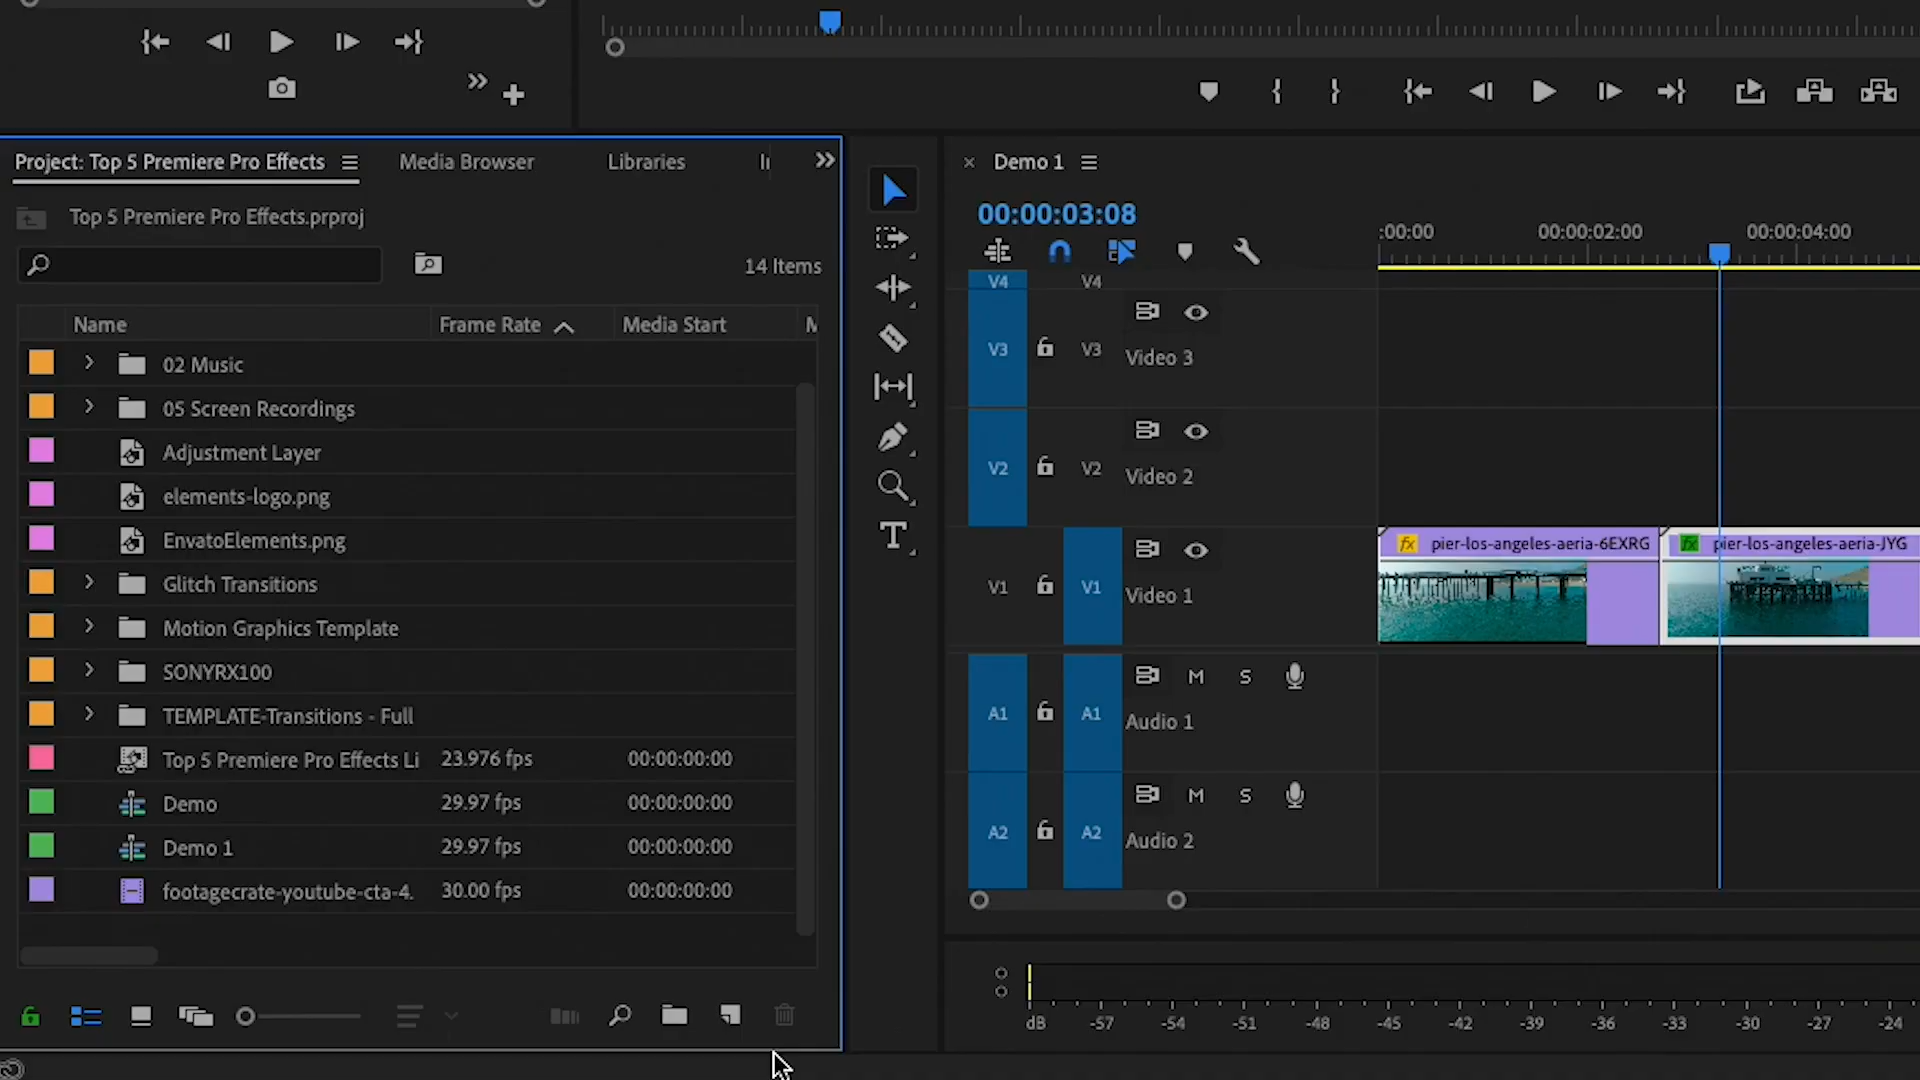 Project: Top 5 Premiere Pro Effects
Media Browser
Libraries
Top 5 Premiere Pro Effects.prproj
14 Items
Name
Frame Rate
Media Start
02 Music
05 Screen Recordings
Adjustment Layer
elements-logo.png
EnvatoElements.png
Glitch Transitions
Motion Graphics Template
SONYRX100
TEMPLATE-Transitions - Full
Top 5 Premiere Pro Effects Li 23.976 fps 00:00:00:00
Demo 29.97 fps 00:00:00:00
Demo 1 29.97 fps 00:00:00:00
footagecrate-youtube-cta-4. 30.00 fps 00:00:00:00
Demo 1
00:00:03:08
:00:00 00:00:02:00 00:00:04:00
V4 V4
V3 V3 Video 3
V2 V2 Video 2
V1 V1 Video 1
fx pier-los-angeles-aeria-6EXRG
fx pier-los-angeles-aeria-JYG
A1 A1 M S
Audio 1
A2 A2 M S
Audio 2
dB -57 -54 -51 -48 -45 -42 -39 -36 -33 -30 -27 -24